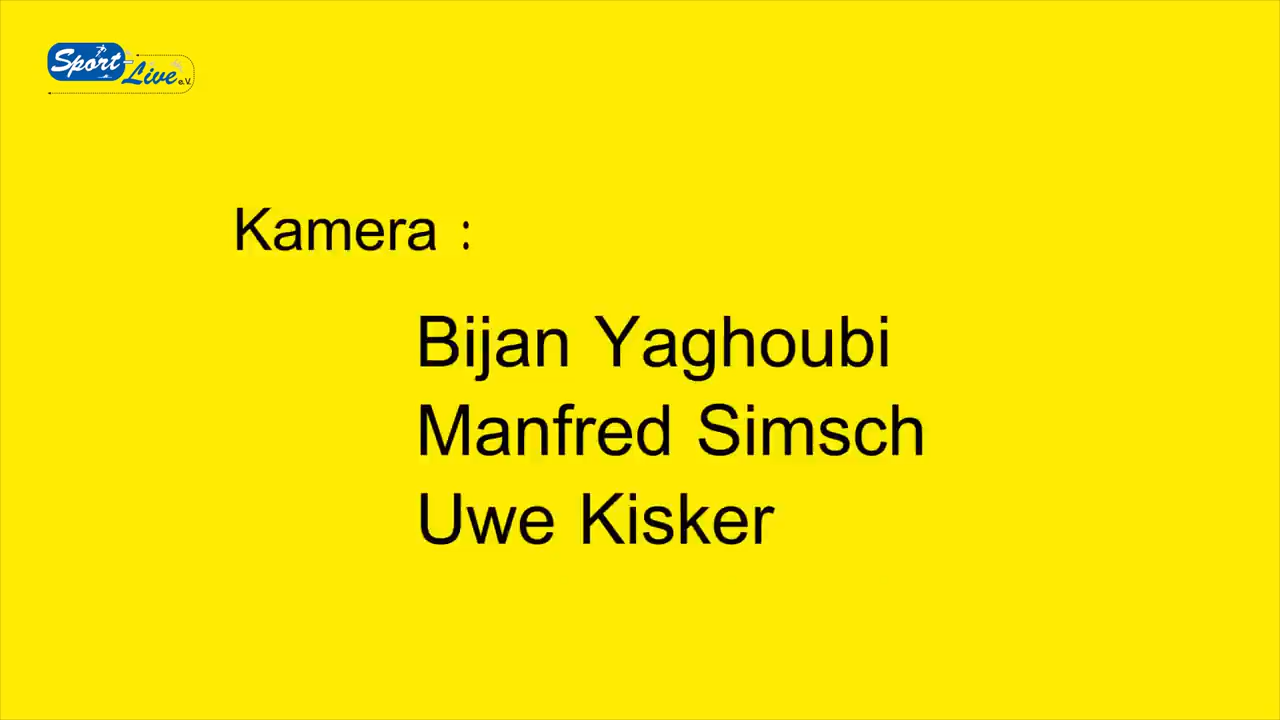 Sport-
Live e.V.
Kamera :
Bijan Yaghoubi
Manfred Simsch
Uwe Kisker